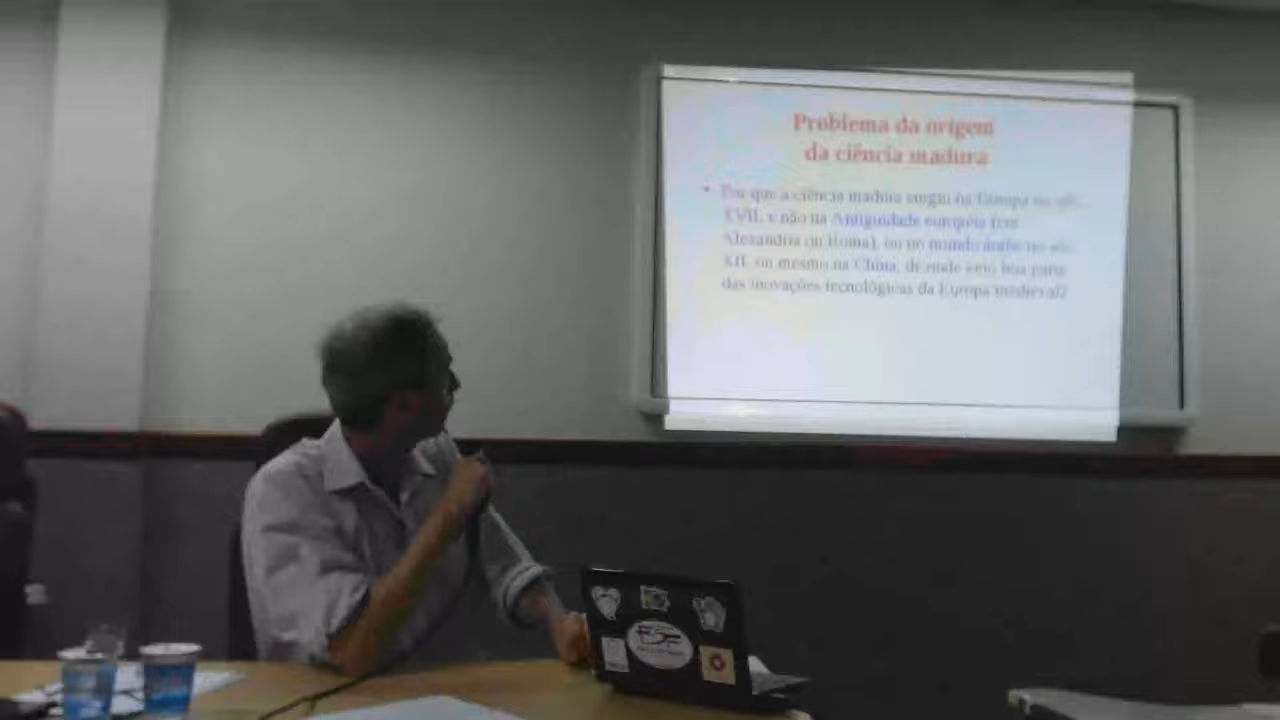 Problema da origem
da ciência madura
• Por que a ciência madura surgiu na Europa no séc.
XVII, e não na Antiguidade europeia (em
Alexandria ou Roma), ou no mundo árabe no séc.
XII, ou mesmo na China, de onde veio boa parte
das inovações tecnológicas da Europa medieval?